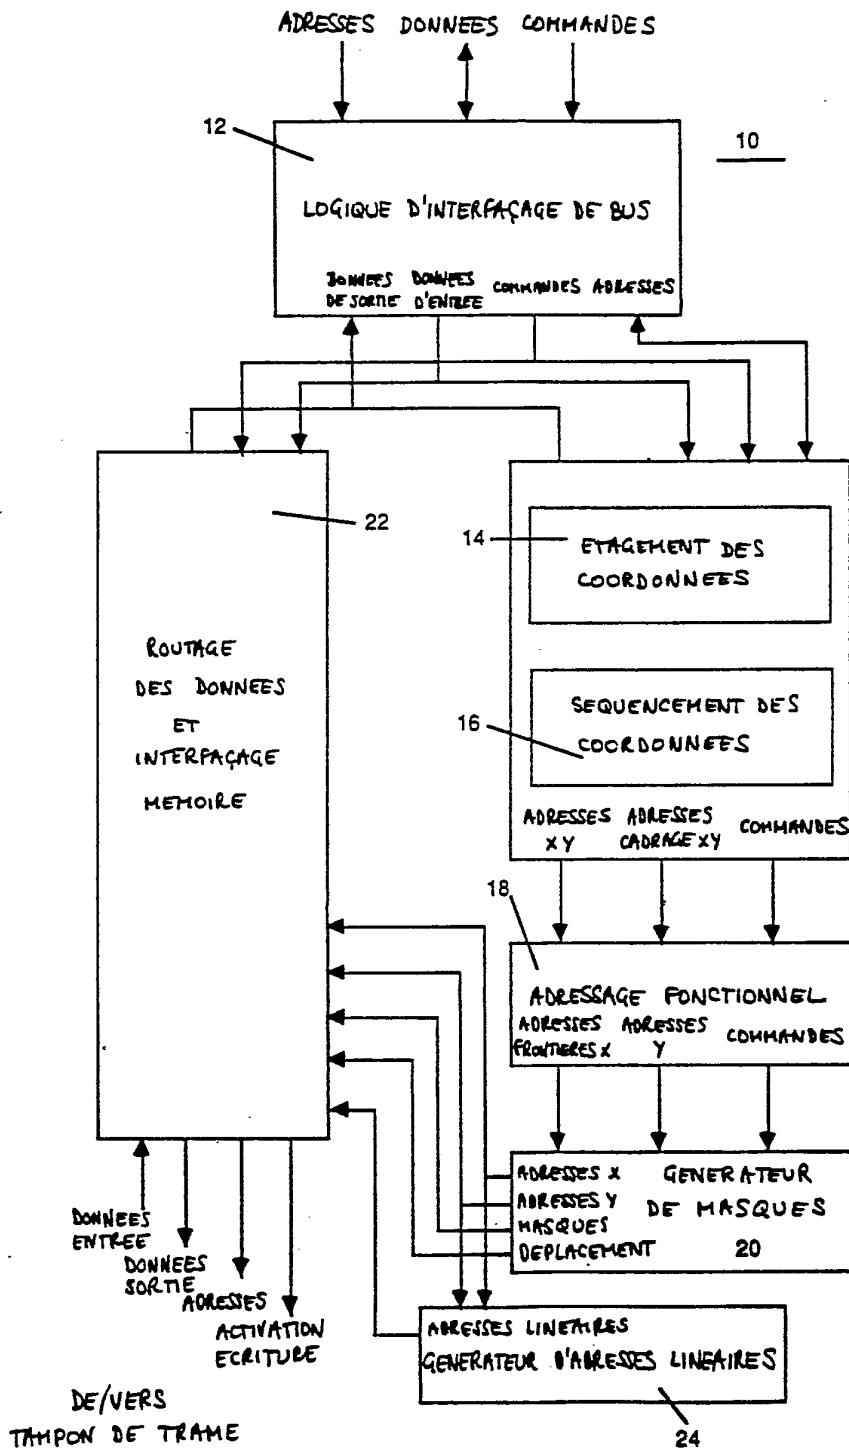 ADRESSES DONNEES COMMANDES
12
10
LOGIQUE D'INTERFAÇAGE DE BUS
DONNEES DE SORTIE
DONNEES D'ENTREE
COMMANDES
ADRESSES
22
14
ETAGEMENT DES
COORDONNEES
ROUTAGE
DES DONNEES
ET
INTERFAÇAGE
MEMOIRE
16
SEQUENCEMENT DES
COORDONNEES
ADRESSES
X Y
ADRESSES
CADRAGE XY
COMMANDES
18
ADRESSAGE FONCTIONNEL
ADRESSES
FRONTIERES X
ADRESSES
Y
COMMANDES
ADRESSES X
ADRESSES Y
MASQUES
DEPLACEMENT
GENERATEUR
DE MASQUES
20
DONNEES
ENTREE
DONNEES
SORTIE
ADRESSES
ACTIVATION
ECRITURE
ADRESSES LINEAIRES
GENERATEUR D'ADRESSES LINEAIRES
24
DE/VERS
TAMPON DE TRAME